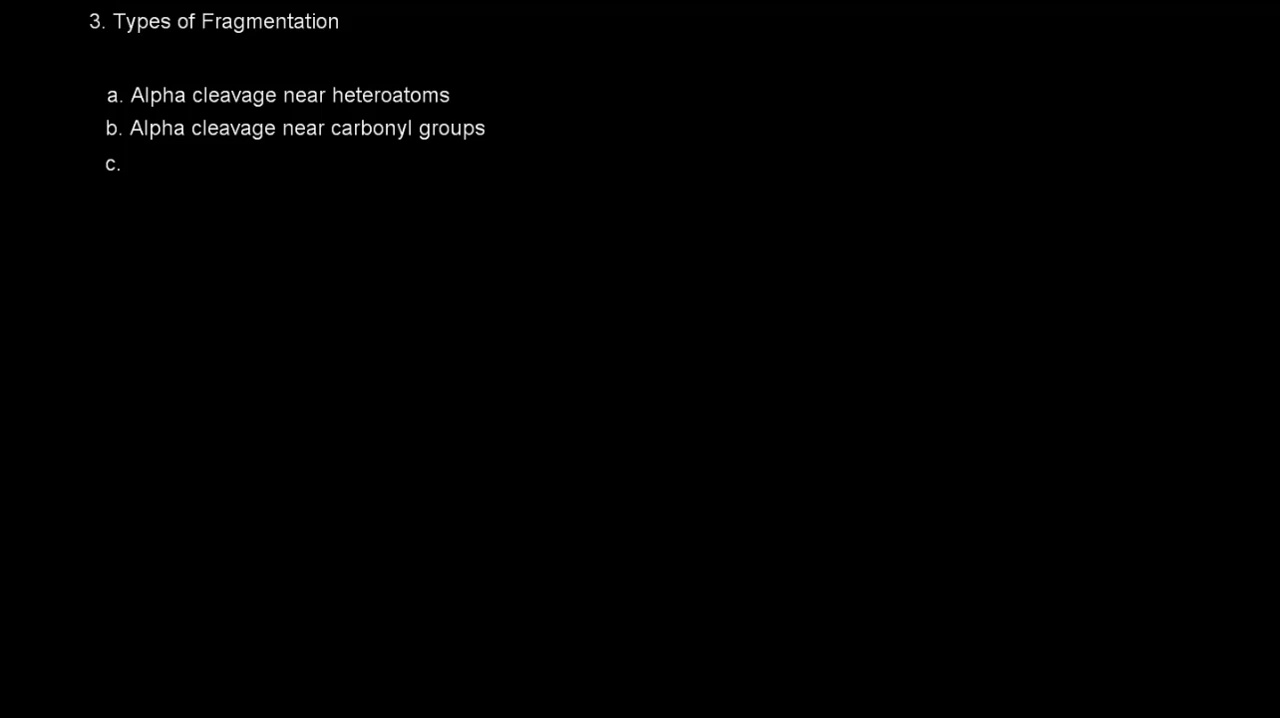 3. Types of Fragmentation
a. Alpha cleavage near heteroatoms
b. Alpha cleavage near carbonyl groups
c.